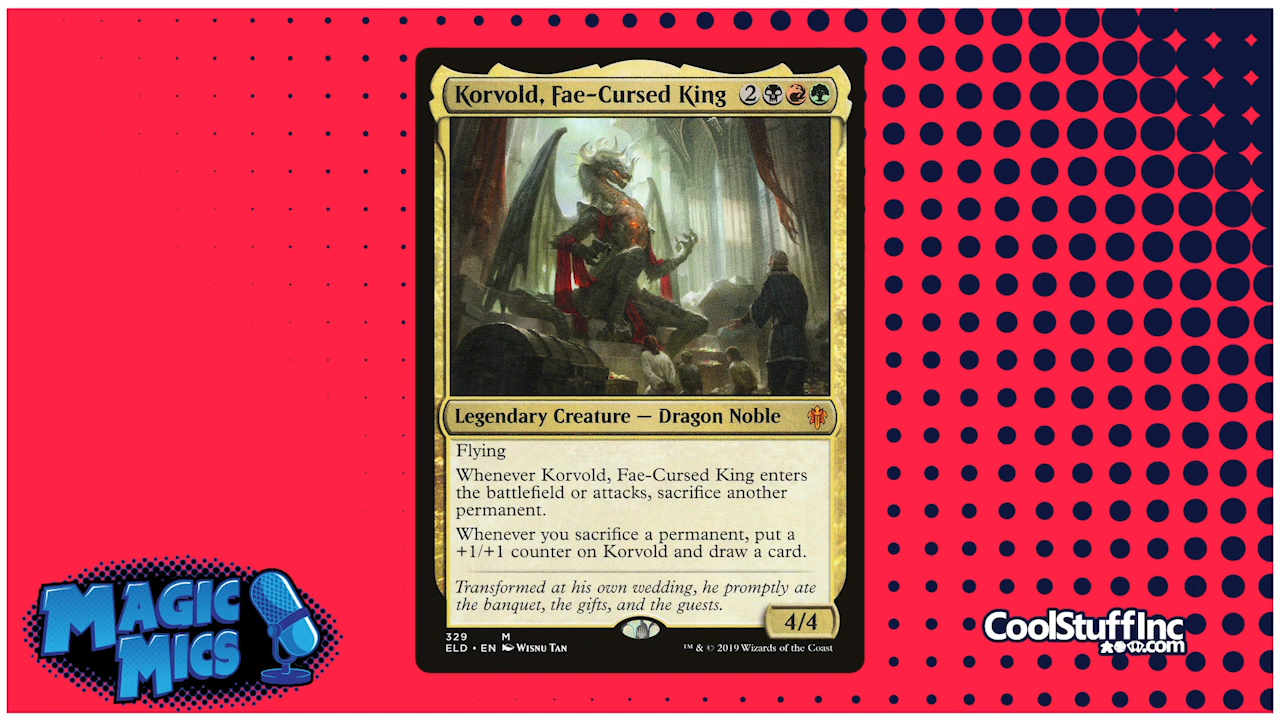 Korvold, Fae-Cursed King 2
Legendary Creature — Dragon Noble
Flying
Whenever Korvold, Fae-Cursed King enters
the battlefield or attacks, sacrifice another
permanent.
Whenever you sacrifice a permanent, put a
+1/+1 counter on Korvold and draw a card.
Transformed at his own wedding, he promptly ate
the banquet, the gifts, and the guests.
4/4
329 M
ELD • EN Wisnu Tan
™ & © 2019 Wizards of the Coast
MAGIC
MICS
CoolStuffInc
.com